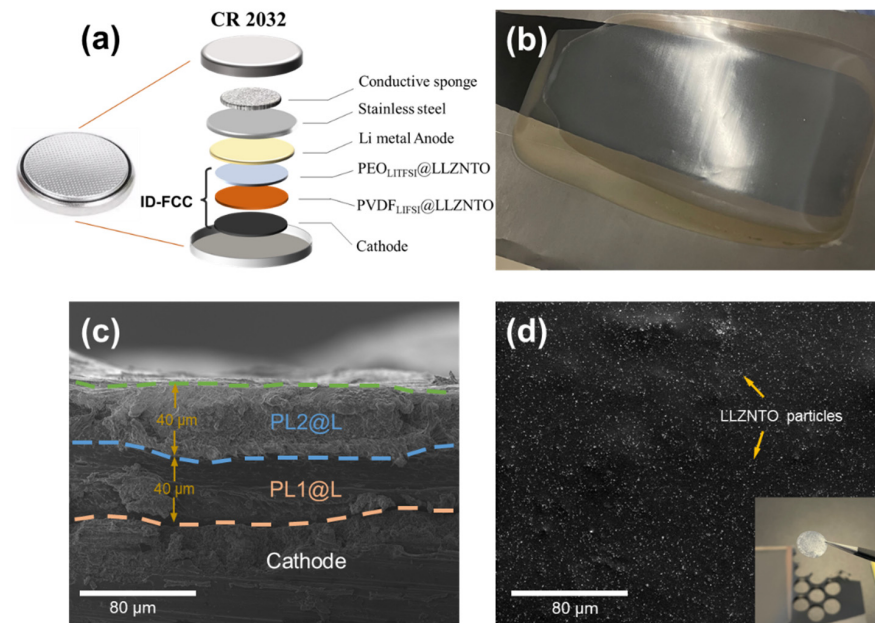 (a)
CR 2032
Conductive sponge
Stainless steel
Li metal Anode
PEOLITFSI@LLZNTO
ID-FCC
PVDFLIFSI@LLZNTO
Cathode
(b)
(c)
40 μm
PL2@L
40 μm
PL1@L
Cathode
80 μm
(d)
LLZNTO particles
80 μm